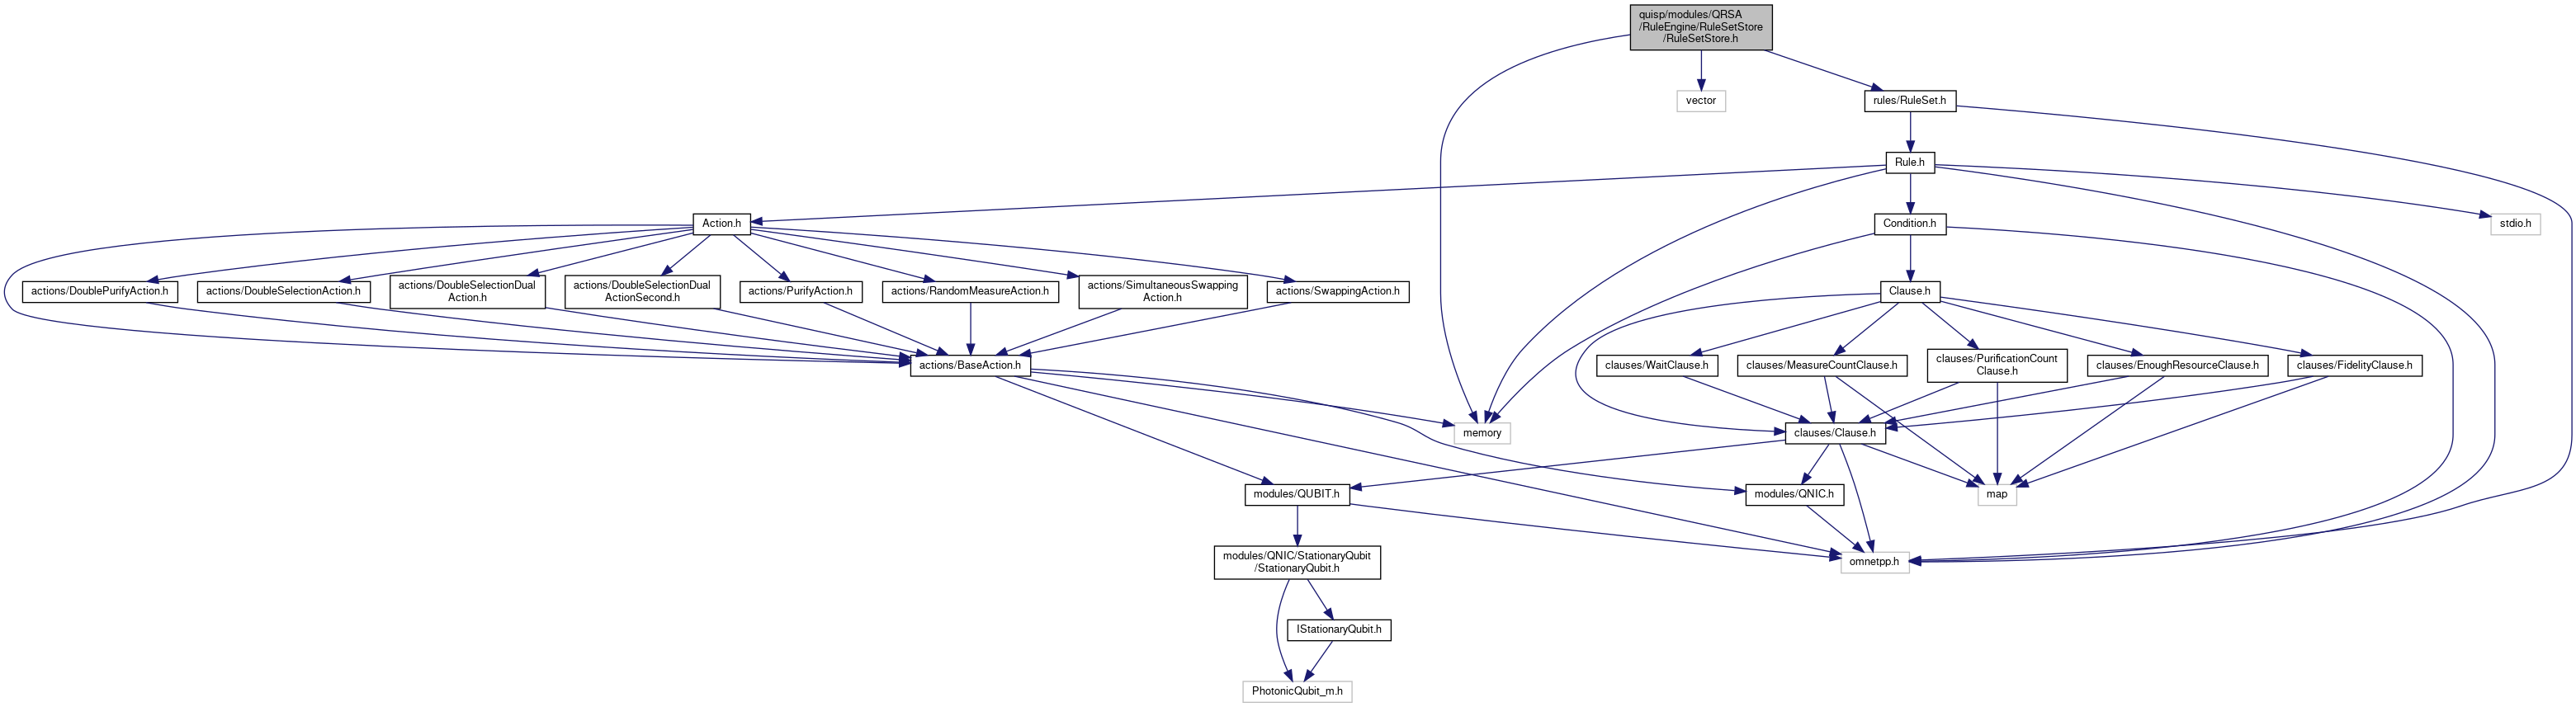 quisp/modules/QRSA
/RuleEngine/RuleSetStore
/RuleSetStore.h
vector
rules/RuleSet.h
Rule.h
Action.h
Condition.h
stdio.h
actions/DoublePurifyAction.h
actions/DoubleSelectionAction.h
actions/DoubleSelectionDual
Action.h
actions/DoubleSelectionDual
ActionSecond.h
actions/PurifyAction.h
actions/RandomMeasureAction.h
actions/SimultaneousSwapping
Action.h
actions/SwappingAction.h
Clause.h
actions/BaseAction.h
clauses/WaitClause.h
clauses/MeasureCountClause.h
clauses/PurificationCount
Clause.h
clauses/EnoughResourceClause.h
clauses/FidelityClause.h
memory
clauses/Clause.h
modules/QUBIT.h
modules/QNIC.h
map
modules/QNIC/StationaryQubit
/StationaryQubit.h
omnetpp.h
IStationaryQubit.h
PhotonicQubit_m.h